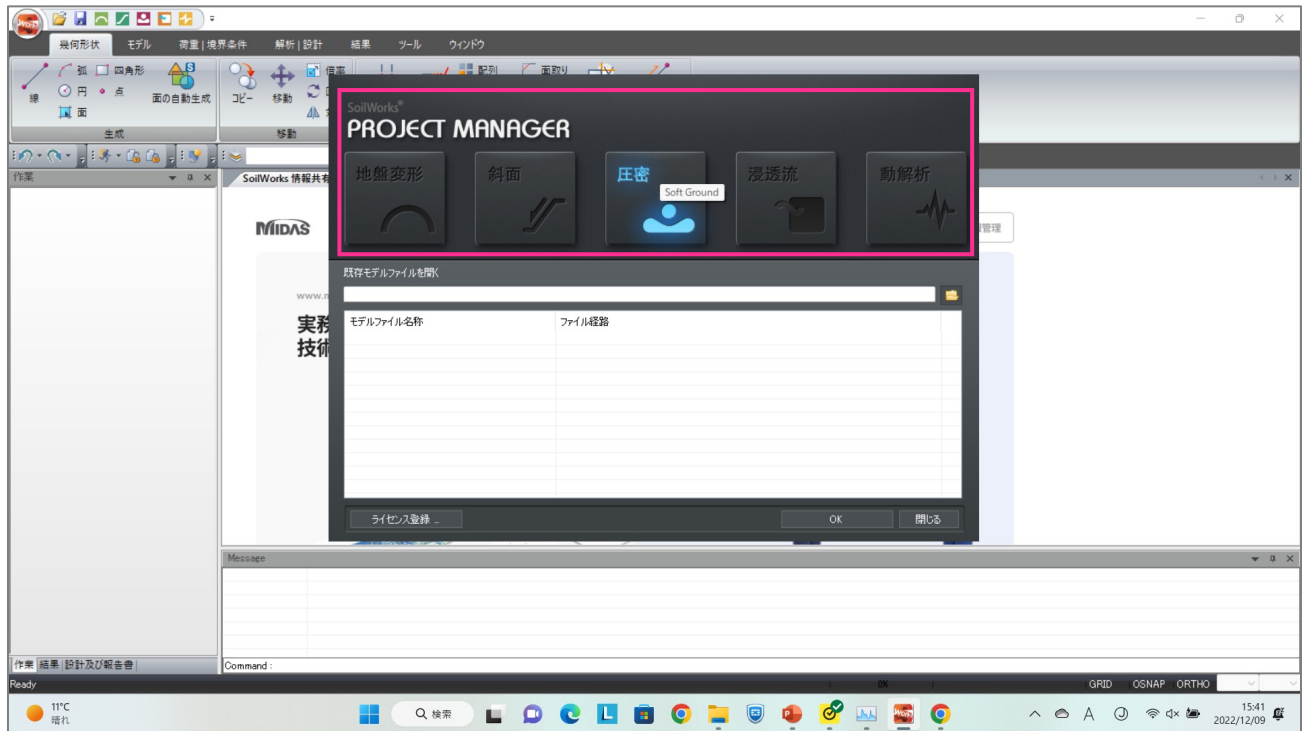 幾何形状 モデル 荷重|境界条件 解析|設計 結果 ツール ウィンドウ
線 弧 四角形 円 点 面 面の自動生成
コピー 移動 倍率 配列 面取り
生成 移動
作業
SoilWorks 情報共有
MIDAS
www.m
実務
技術
管理
SoilWorks®
PROJECT MANAGER
地盤変形 斜面 圧密 浸透流 動解析
Soft Ground
既存モデルファイルを開く
モデルファイル名称 ファイル経路
ライセンス登録 ... OK 閉じる
Message
作業 結果 設計及び報告書
Command :
Ready 0% GRID OSNAP ORTHO
11°C
晴れ
検索
A
15:41
2022/12/09